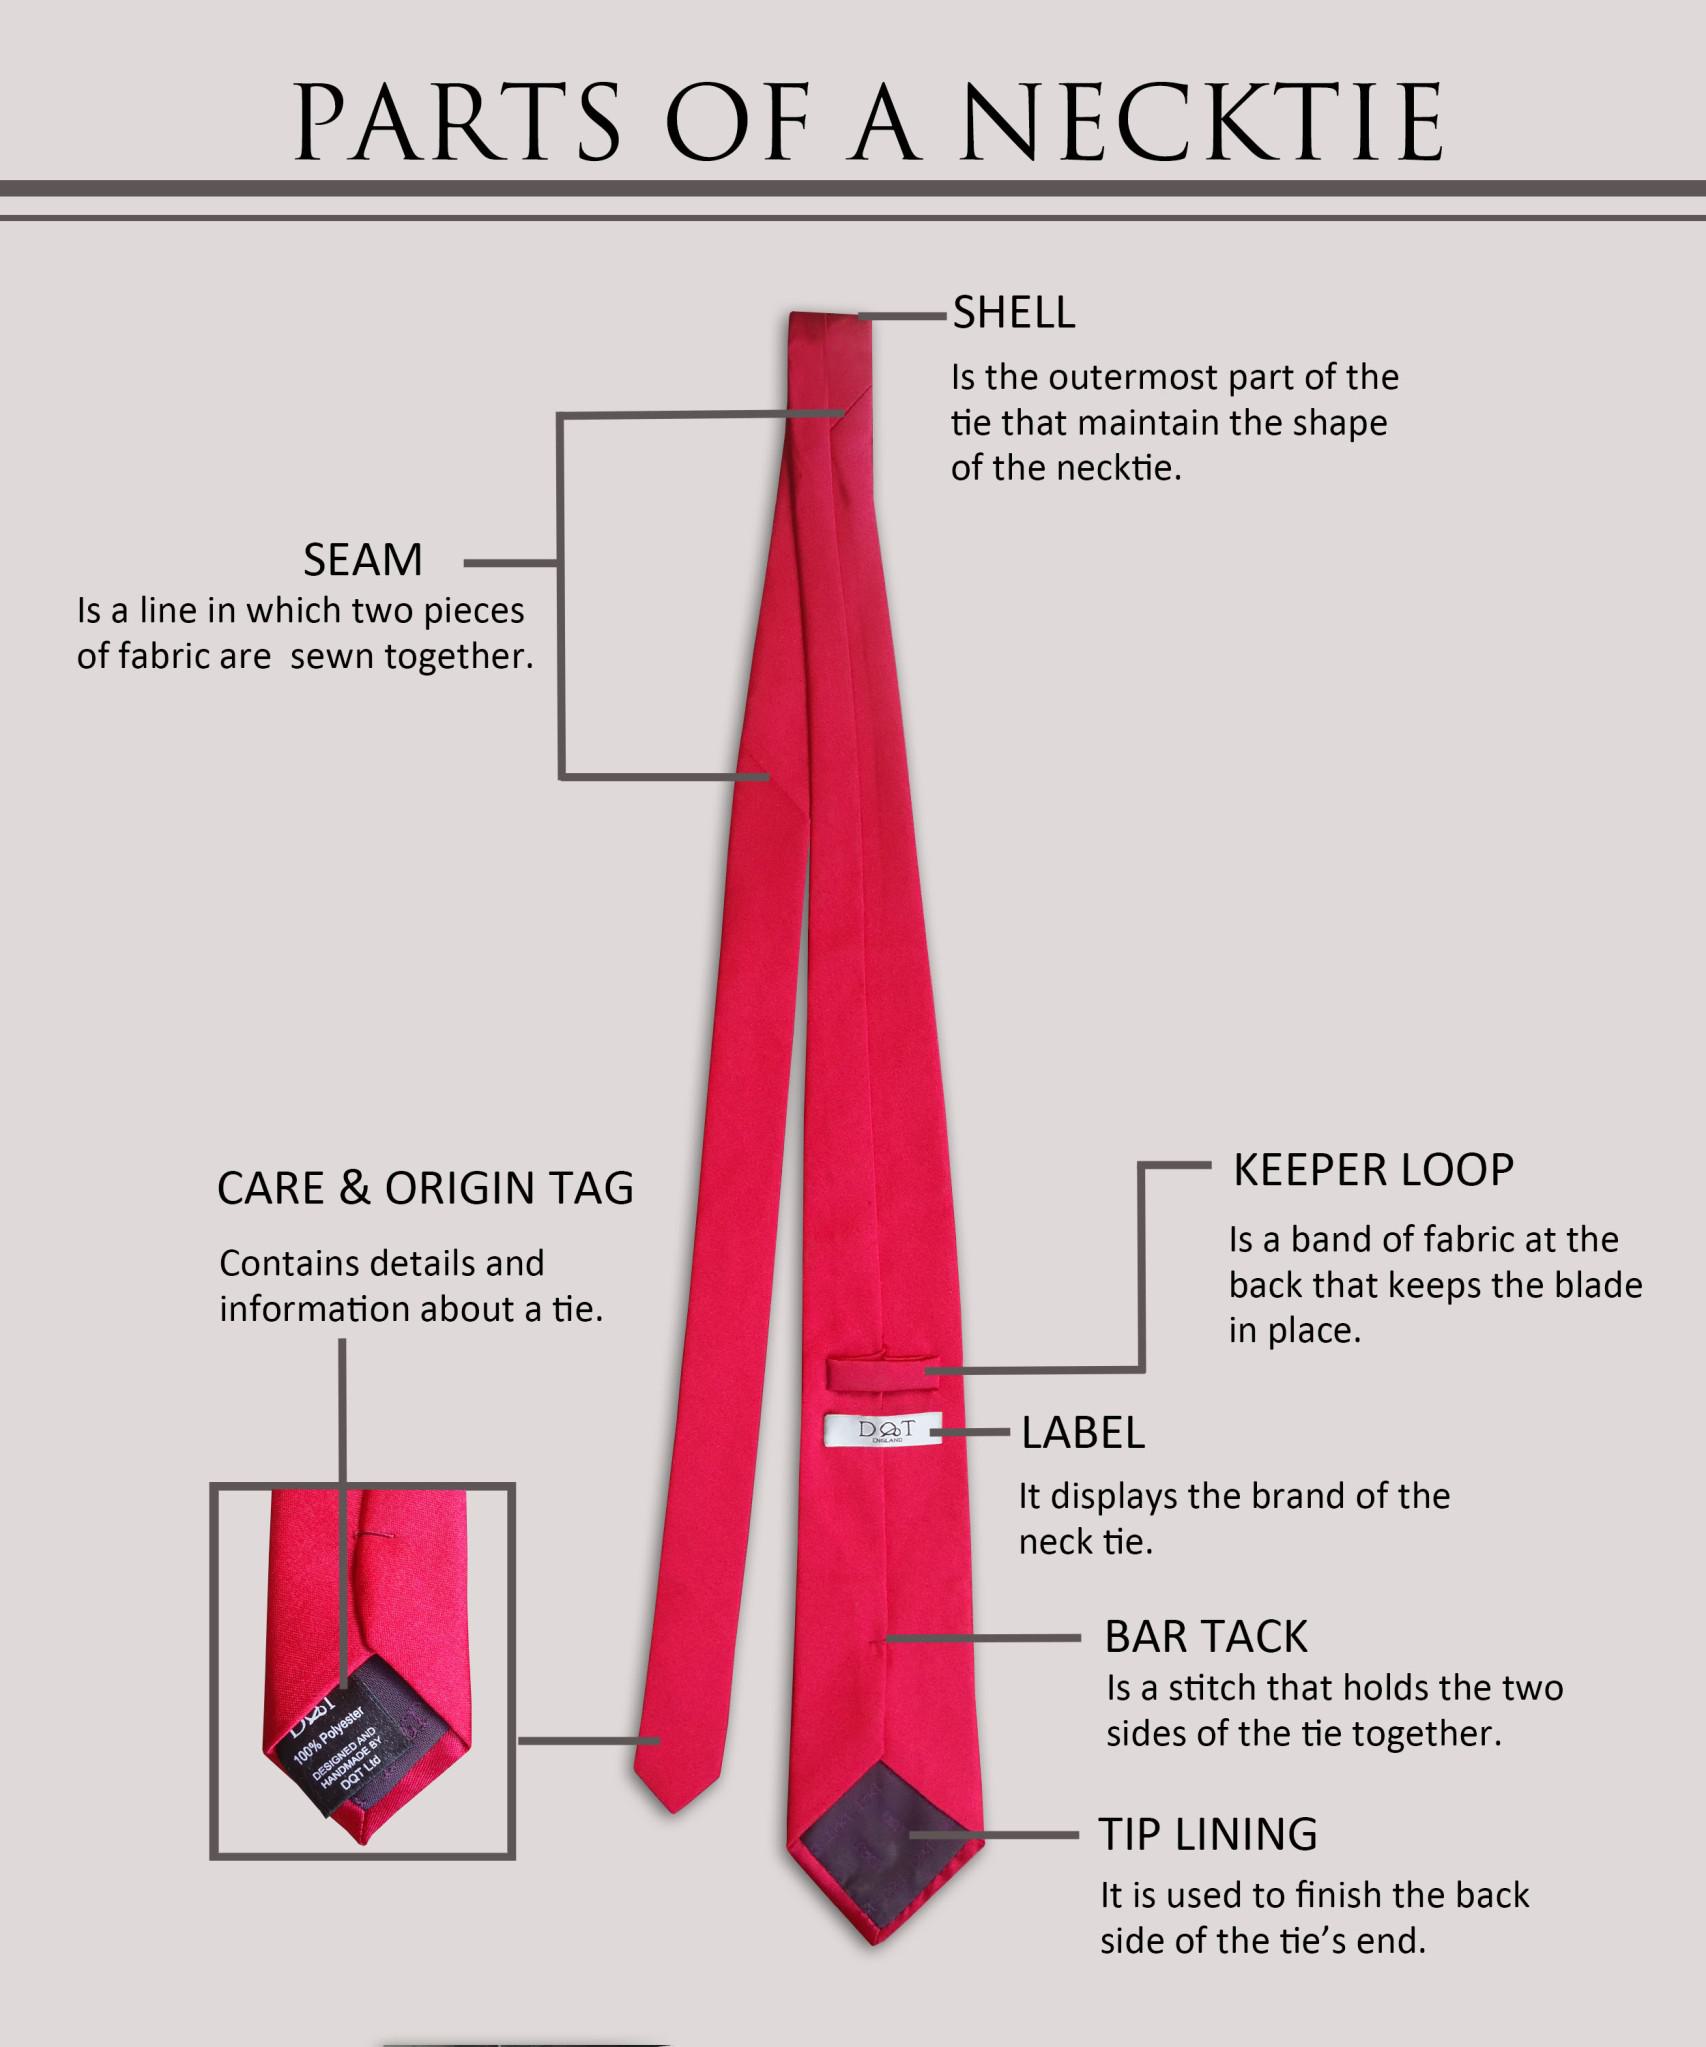 PARTS OF A NECKTIE
SHELL
Is the outermost part of the
tie that maintain the shape
of the necktie.
SEAM
Is a line in which two pieces
of fabric are  sewn together.
CARE & ORIGIN TAG
Contains details and
information about a tie.
KEEPER LOOP
Is a band of fabric at the
back that keeps the blade
in place.
DQT
ENGLAND
LABEL
It displays the brand of the
neck tie.
BAR TACK
Is a stitch that holds the two
sides of the tie together.
DQT
100% Polyester
DESIGNED AND
HANDMADE BY
DQT Ltd
TIP LINING
It is used to finish the back
side of the tie’s end.